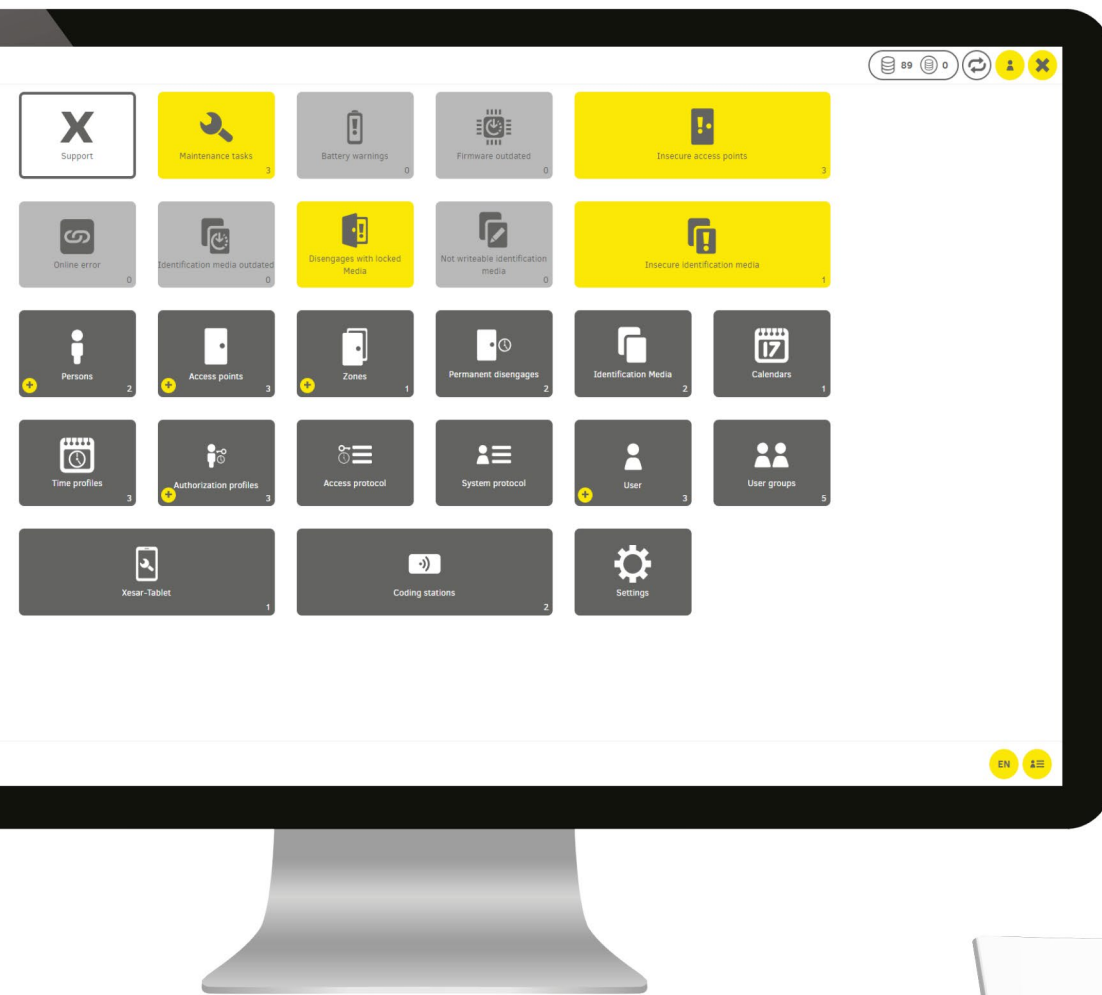 89 0
X
Support
Maintenance tasks
3
Battery warnings
0
Firmware outdated
0
Insecure access points
3
Online error
0
Identification media outdated
0
Disengages with locked
Media
Not writeable identification
media
0
Insecure identification media
1
Persons
2
Access points
3
Zones
1
Permanent disengages
2
Identification Media
2
17
Calendars
1
Time profiles
3
Authorization profiles
3
Access protocol
System protocol
User
3
User groups
5
Xesar-Tablet
1
Coding stations
2
Settings
EN